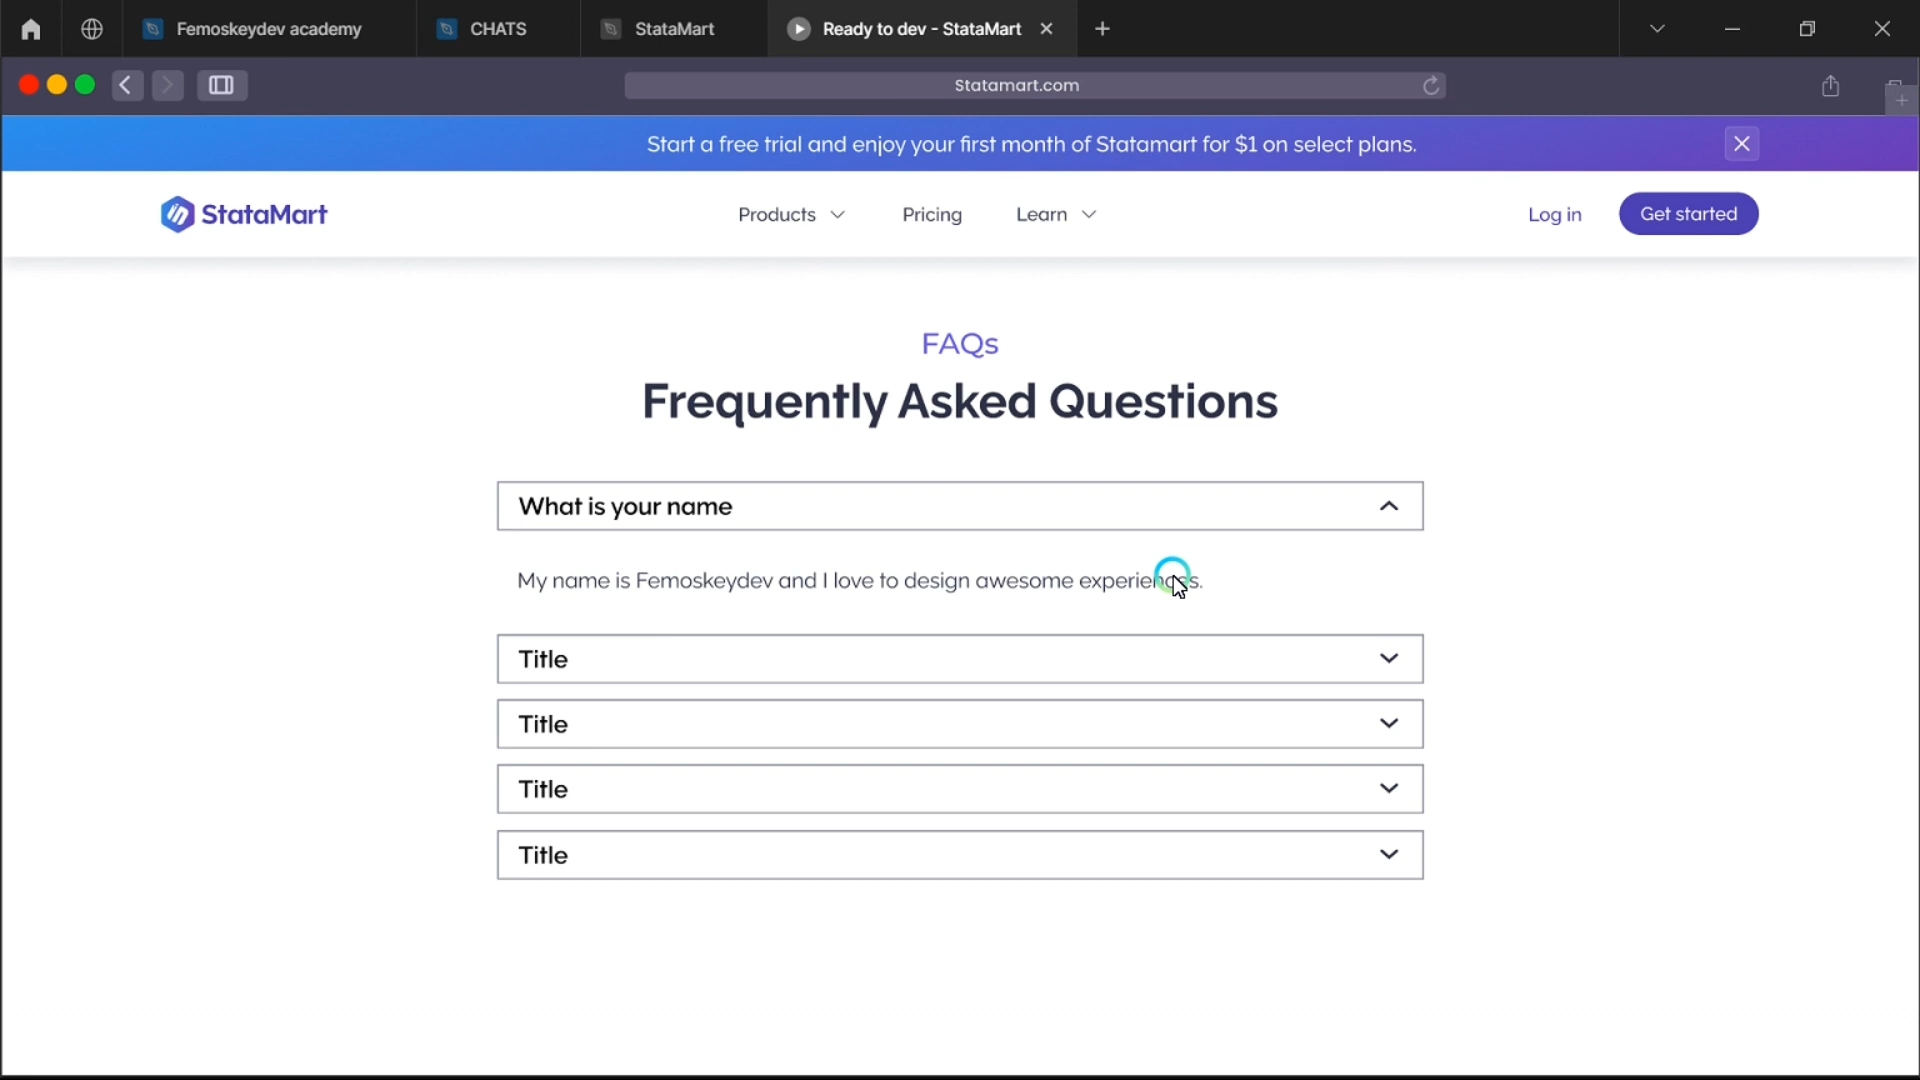 Femoskeydev academy
CHATS
StataMart
Ready to dev - StataMart
Statamart.com
Start a free trial and enjoy your first month of Statamart for $1 on select plans.
StataMart
Products
Pricing
Learn
Log in
Get started
FAQs
Frequently Asked Questions
What is your name
My name is Femoskeydev and I love to design awesome experiences.
Title
Title
Title
Title